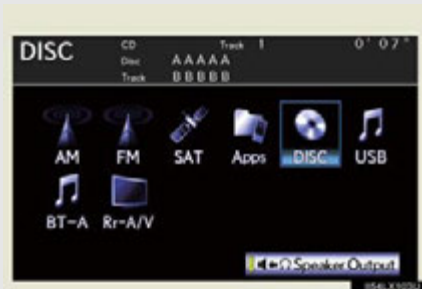 DISC CD Track 1 0'07"
Disc AAAAA
Track BBBBB
AM FM SAT Apps DISC USB
BT-A Rr-A/V
Speaker Output